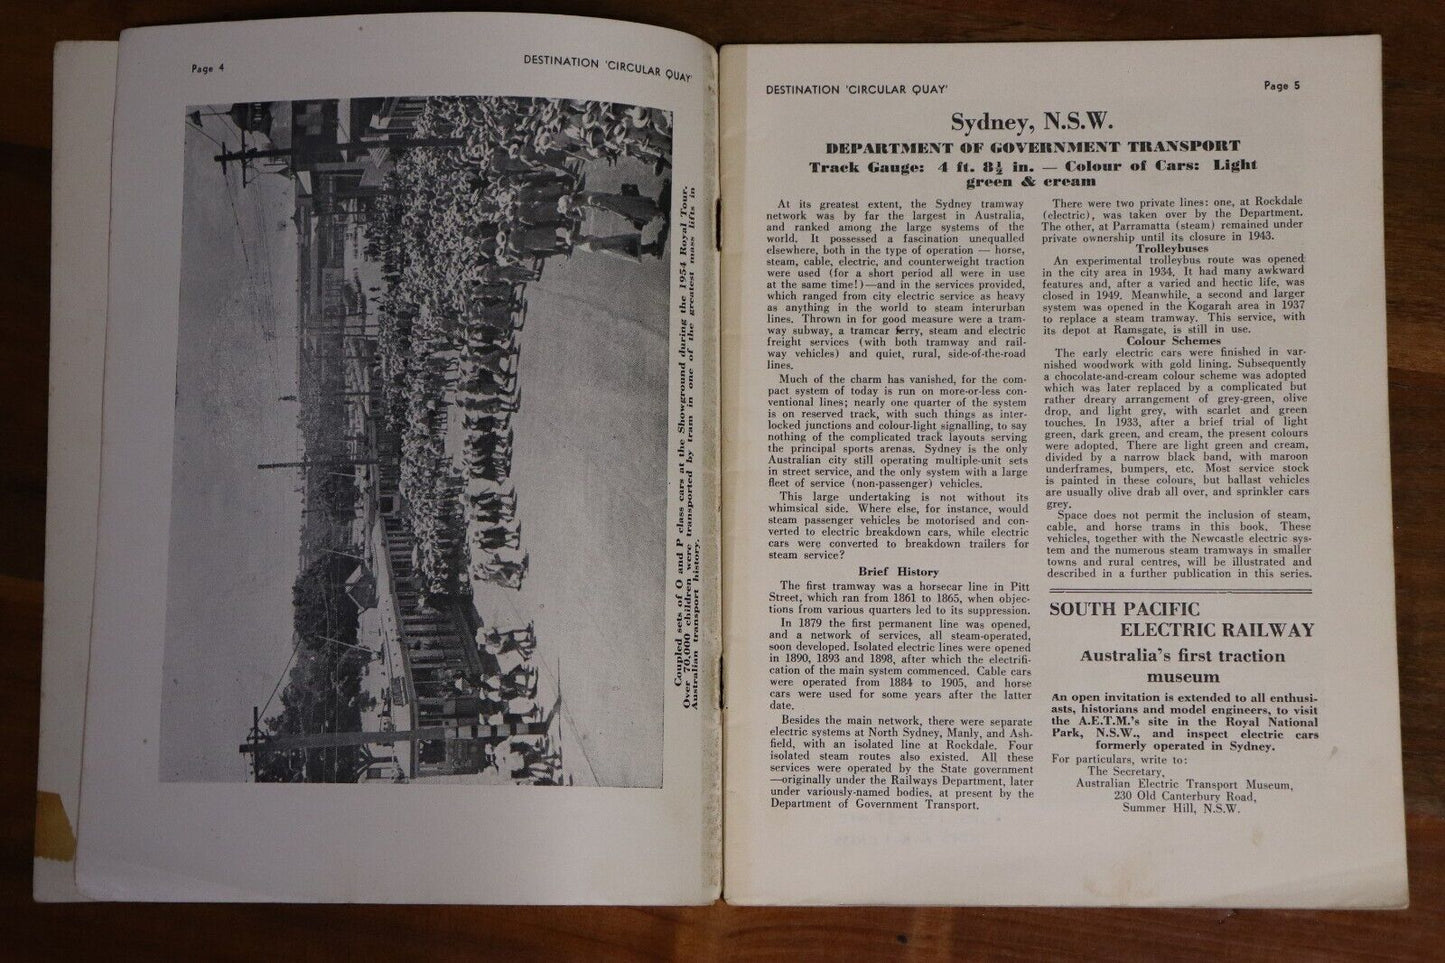 Page 4
DESTINATION 'CIRCULAR QUAY'
Coupled sets of O and P class cars at the Showground during the 1954 Royal Tour.
Over 70,000 children were transported by tram in one of the greatest mass lifts in
Australian transport history.
DESTINATION 'CIRCULAR QUAY'
Page 5
Sydney, N.S.W.
DEPARTMENT OF GOVERNMENT TRANSPORT
Track Gauge: 4 ft. 8½ in. — Colour of Cars: Light
green & cream
At its greatest extent, the Sydney tramway
network was by far the largest in Australia,
and ranked among the large systems of the
world. It possessed a fascination unequalled
elsewhere, both in the type of operation — horse,
steam, cable, electric, and counterweight traction
were used (for a short period all were in use
at the same time!)—and in the services provided,
which ranged from city electric service as heavy
as anything in the world to steam interurban
lines. Thrown in for good measure were a tram-
way subway, a tramcar ferry, steam and electric
freight services (with both tramway and rail-
way vehicles) and quiet, rural, side-of-the-road
lines.
Much of the charm has vanished, for the com-
pact system of today is run on more-or-less con-
ventional lines; nearly one quarter of the system
is on reserved track, with such things as inter-
locked junctions and colour-light signalling, to say
nothing of the complicated track layouts serving
the principal sports arenas. Sydney is the only
Australian city still operating multiple-unit sets
in street service, and the only system with a large
fleet of service (non-passenger) vehicles.
This large undertaking is not without its
whimsical side. Where else, for instance, would
steam passenger vehicles be motorised and con-
verted to electric breakdown cars, while electric
cars were converted to breakdown trailers for
steam service?
Brief History
The first tramway was a horsecar line in Pitt
Street, which ran from 1861 to 1865, when objec-
tions from various quarters led to its suppression.
In 1879 the first permanent line was opened,
and a network of services, all steam-operated,
soon developed. Isolated electric lines were opened
in 1890, 1893 and 1898, after which the electrifi-
cation of the main system commenced. Cable cars
were operated from 1884 to 1905, and horse
cars were used for some years after the latter
date.
Besides the main network, there were separate
electric systems at North Sydney, Manly, and Ash-
field, with an isolated line at Rockdale. Four
isolated steam routes also existed. All these
services were operated by the State government
—originally under the Railways Department, later
under variously-named bodies, at present by the
Department of Government Transport.
There were two private lines: one, at Rockdale
(electric), was taken over by the Department.
The other, at Parramatta (steam) remained under
private ownership until its closure in 1943.
Trolleybuses
An experimental trolleybus route was opened
in the city area in 1934. It had many awkward
features and, after a varied and hectic life, was
closed in 1949. Meanwhile, a second and larger
system was opened in the Kogarah area in 1937
to replace a steam tramway. This service, with
its depot at Ramsgate, is still in use.
Colour Schemes
The early electric cars were finished in var-
nished woodwork with gold lining. Subsequently
a chocolate-and-cream colour scheme was adopted
which was later replaced by a complicated but
rather dreary arrangement of grey-green, olive
drop, and light grey, with scarlet and green
touches. In 1933, after a brief trial of light
green, dark green, and cream, the present colours
were adopted. There are light green and cream,
divided by a narrow black band, with maroon
underframes, bumpers, etc. Most service stock
is painted in these colours, but ballast vehicles
are usually olive drab all over, and sprinkler cars
grey.
Space does not permit the inclusion of steam,
cable, and horse trams in this book. These
vehicles, together with the Newcastle electric sys-
tem and the numerous steam tramways in smaller
towns and rural centres, will be illustrated and
described in a further publication in this series.
SOUTH PACIFIC
ELECTRIC RAILWAY
Australia's first traction
museum
An open invitation is extended to all enthusi-
asts, historians and model engineers, to visit
the A.E.T.M.'s site in the Royal National
Park, N.S.W., and inspect electric cars
formerly operated in Sydney.
For particulars, write to:
The Secretary,
Australian Electric Transport Museum,
230 Old Canterbury Road,
Summer Hill, N.S.W.